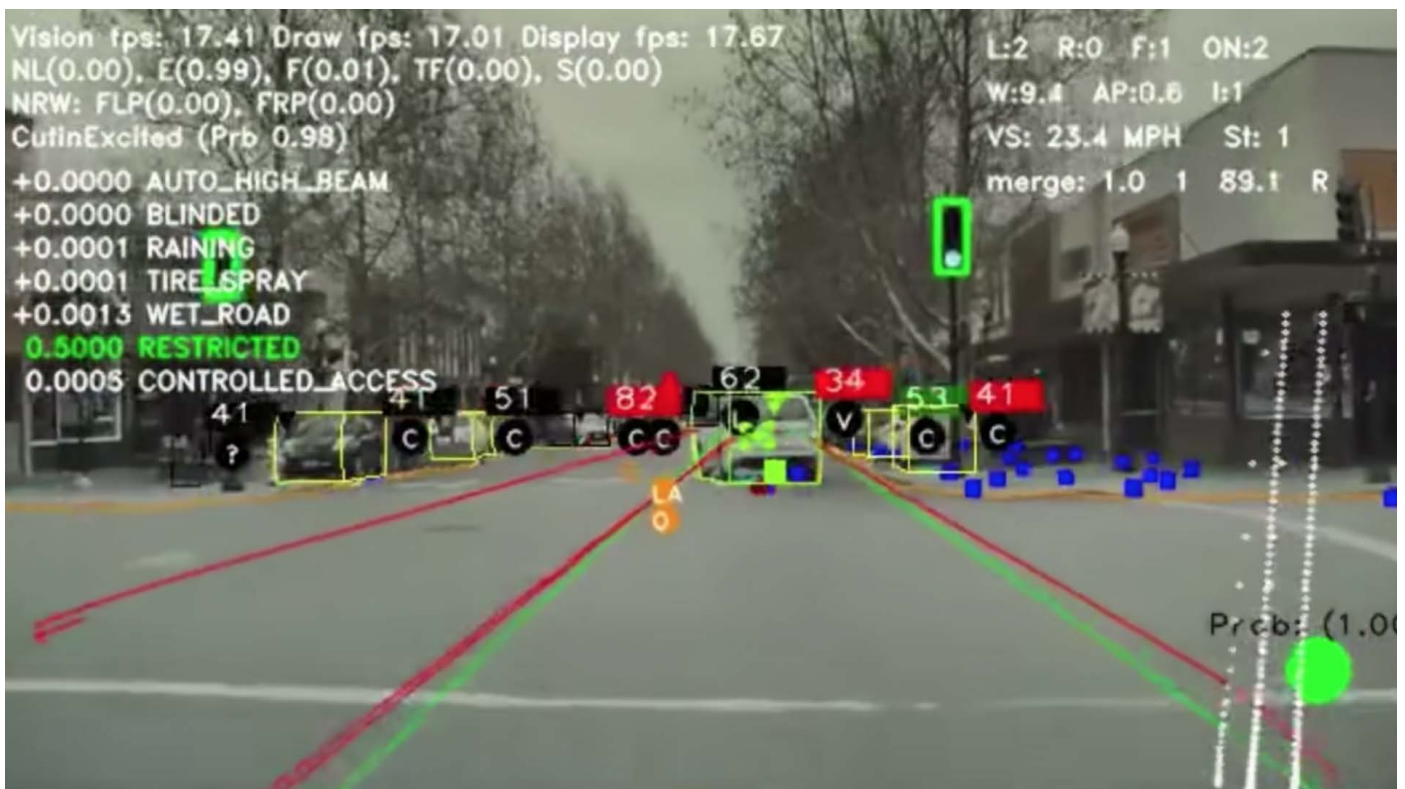 Vision fps: 17.41 Draw fps: 17.01 Display fps: 17.67
NL(0.00), E(0.99), F(0.01), TF(0.00), S(0.00)
NRW: FLP(0.00), FRP(0.00)
CutinExcited (Prb 0.98)
+0.0000 AUTO_HIGH_BEAM
+0.0000 BLINDED
+0.0001 RAINING
+0.0001 TIRE_SPRAY
+0.0013 WET_ROAD
0.5000 RESTRICTED
0.0005 CONTROLLED_ACCESS
L:2 R:0 F:1 ON:2
W:9.4 AP:0.6 I:1
VS: 23.4 MPH St: 1
merge: 1.0 1 89.1 R
41 41 51 82 62 34 53 41
? C C C C V C C
LA
0
Prob: (1.00